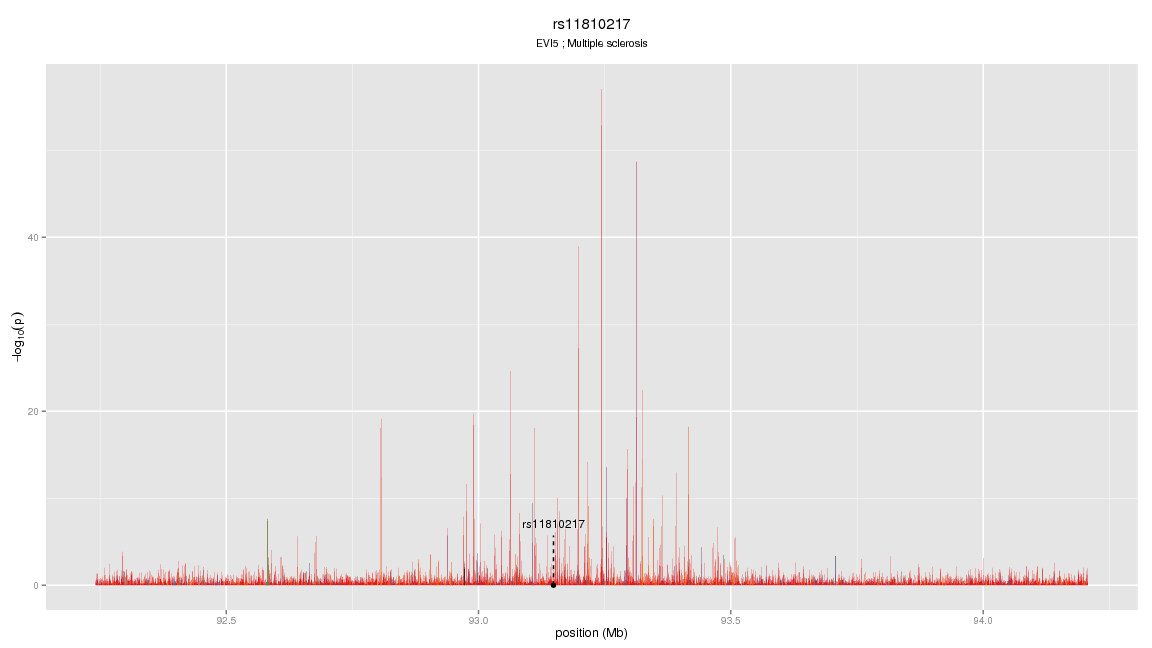 rs11810217
EVI5 ; Multiple sclerosis
40
20
0
rs11810217
92.5 93.0 93.5 94.0
position (Mb)
−log10(p)